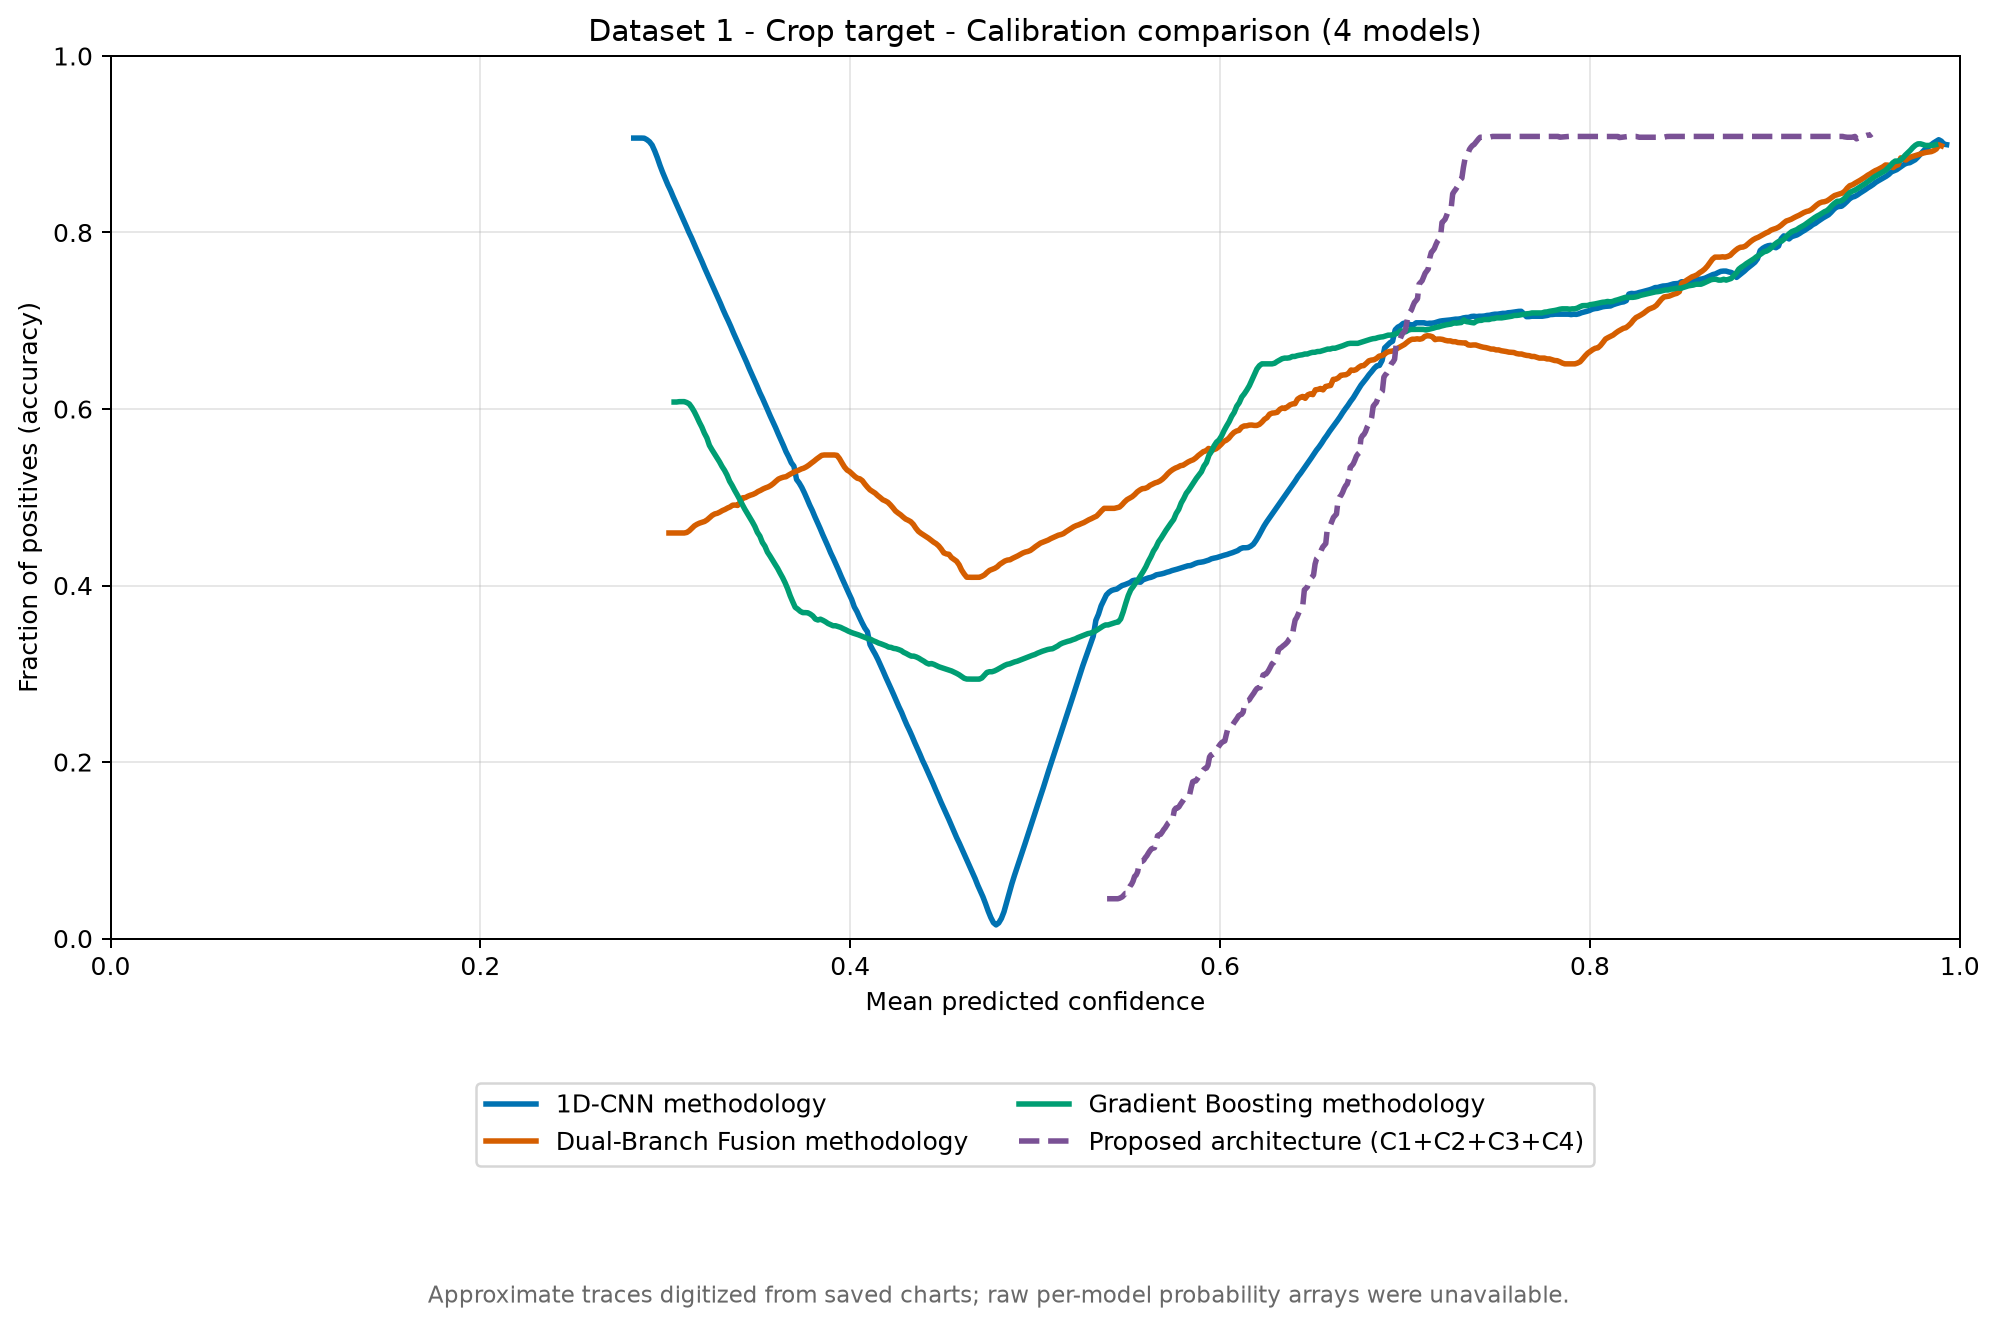 Dataset 1 - Crop target - Calibration comparison (4 models)
Fraction of positives (accuracy)
1.0
0.8
0.6
0.4
0.2
0.0
0.0 0.2 0.4 0.6 0.8 1.0
Mean predicted confidence
1D-CNN methodology
Dual-Branch Fusion methodology
Gradient Boosting methodology
Proposed architecture (C1+C2+C3+C4)
Approximate traces digitized from saved charts; raw per-model probability arrays were unavailable.